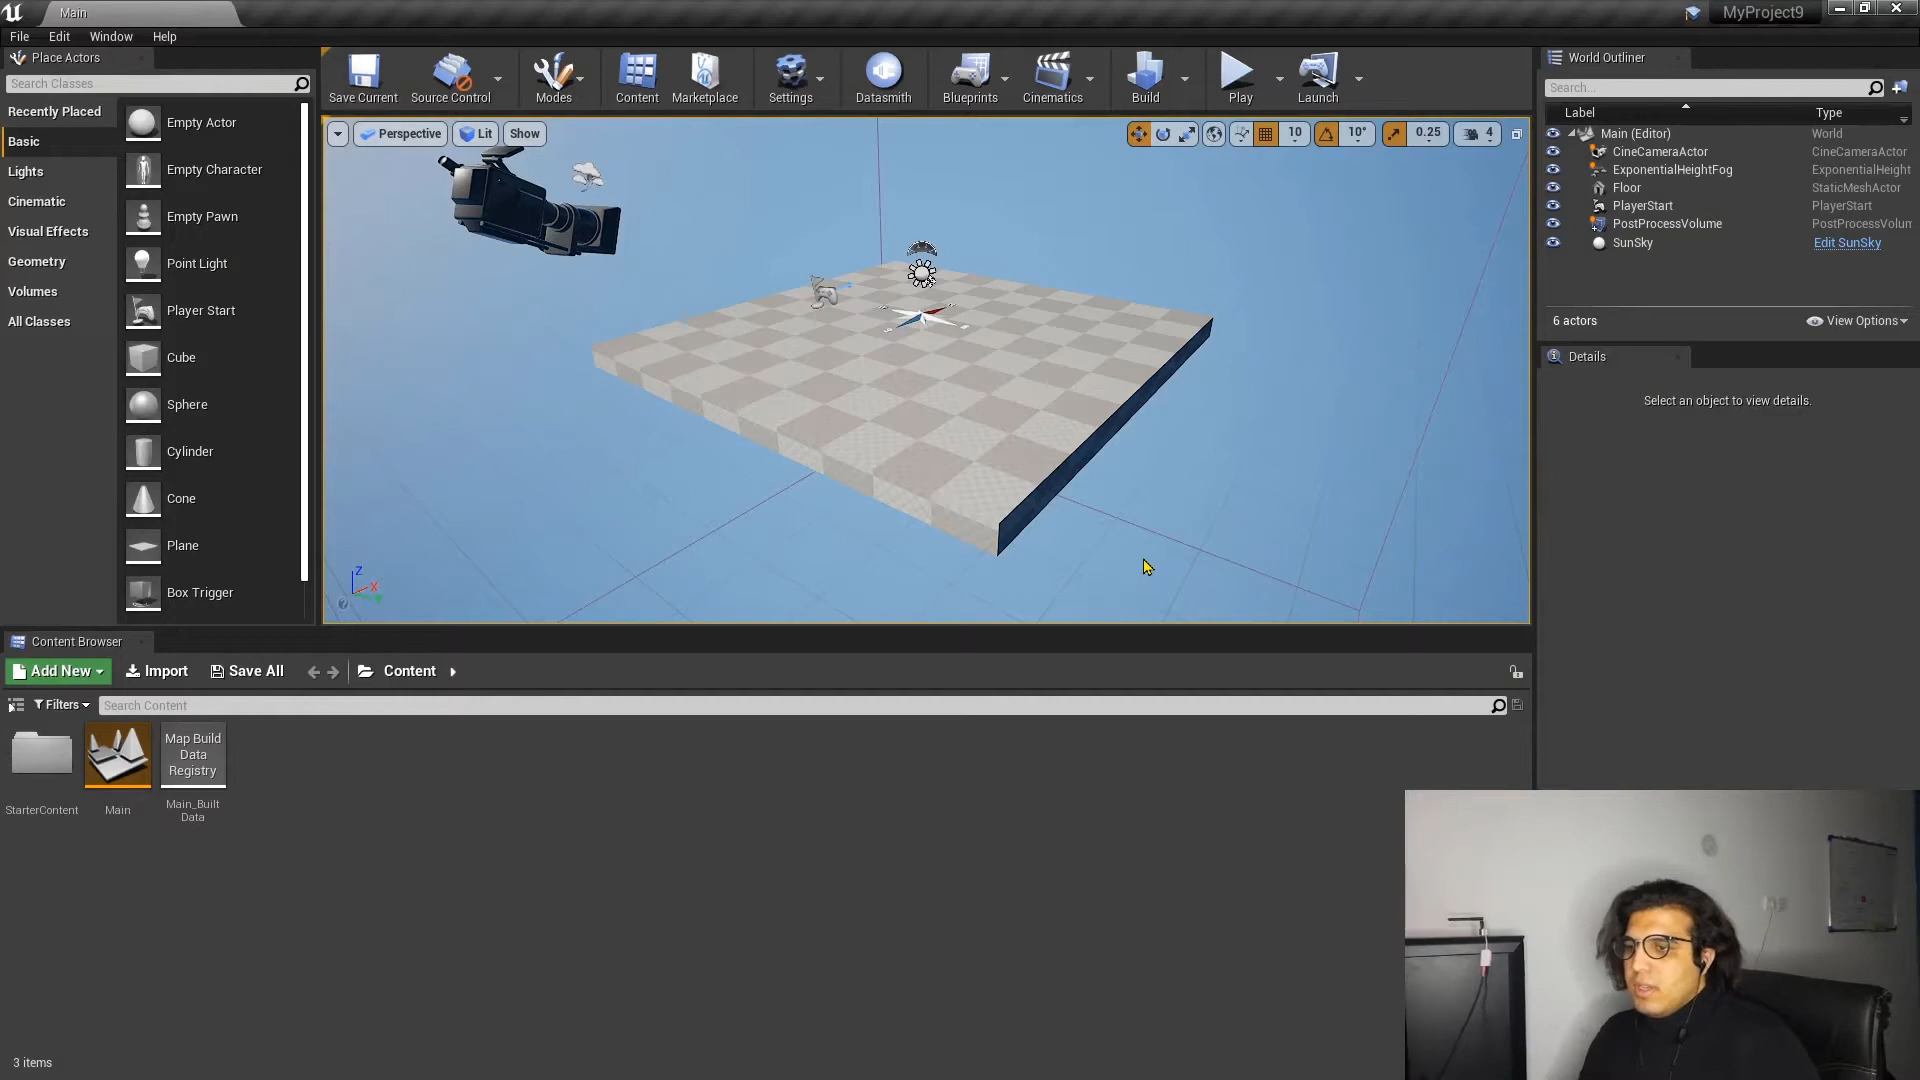 Main
MyProject9
File Edit Window Help
Place Actors
Search Classes
Recently Placed
Basic
Lights
Cinematic
Visual Effects
Geometry
Volumes
All Classes
Empty Actor
Empty Character
Empty Pawn
Point Light
Player Start
Cube
Sphere
Cylinder
Cone
Plane
Box Trigger
Save Current
Source Control
Modes
Content
Marketplace
Settings
Datasmith
Blueprints
Cinematics
Build
Play
Launch
Perspective
Lit
Show
10
10°
0.25
4
Z
X
World Outliner
Search...
Label Type
Main (Editor) World
CineCameraActor CineCameraActor
ExponentialHeightFog ExponentialHeight
Floor StaticMeshActor
PlayerStart PlayerStart
PostProcessVolume PostProcessVolum
SunSky Edit SunSky
6 actors
View Options
Details
Select an object to view details.
Content Browser
Add New
Import
Save All
Content
Filters
Search Content
StarterContent
Main
Map Build
Data
Registry
Main_Built
Data
3 items